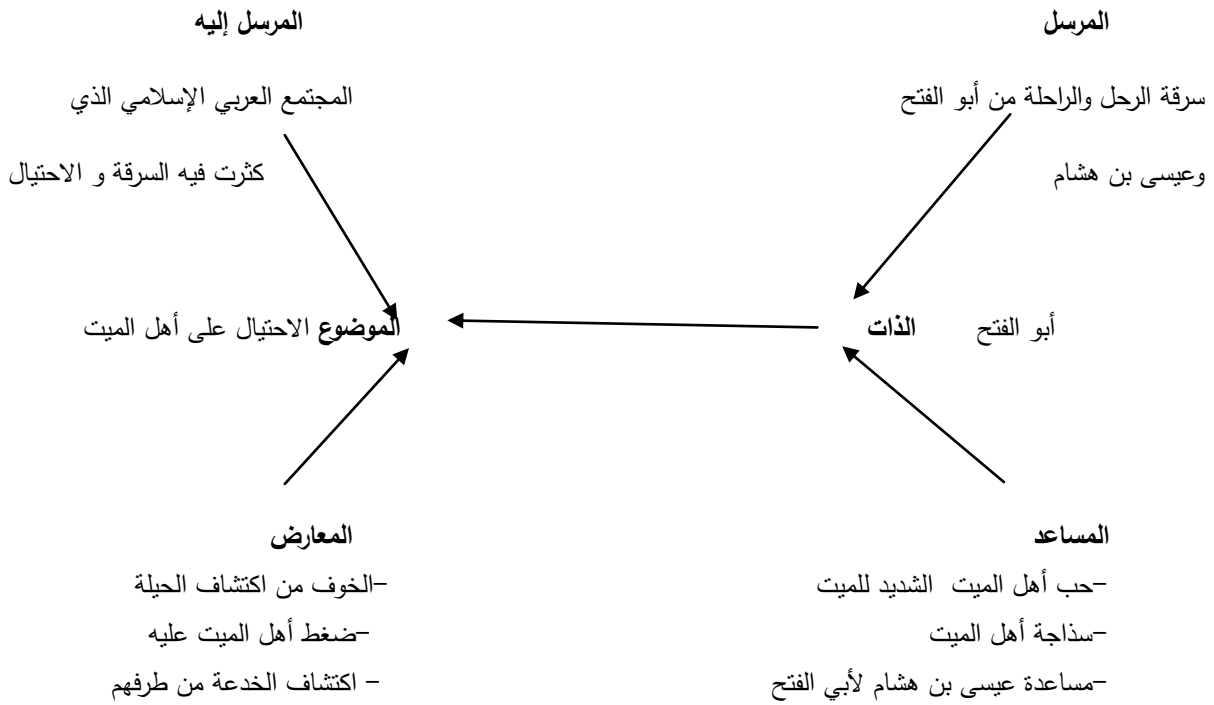 المرسل
المرسل إليه
سرقة الرحل والراحلة من أبو الفتح
المجتمع العربي الإسلامي الذي
وعيسى بن هشام
كثرت فيه السرقة و الاحتيال
أبو الفتح الذات
الموضوع الاحتيال على أهل الميت
المساعد
المعارض
-حب أهل الميت الشديد للميت
-الخوف من اكتشاف الحيلة
-سذاجة أهل الميت
-ضغط أهل الميت عليه
-مساعدة عيسى بن هشام لأبي الفتح
- اكتشاف الخدعة من طرفهم